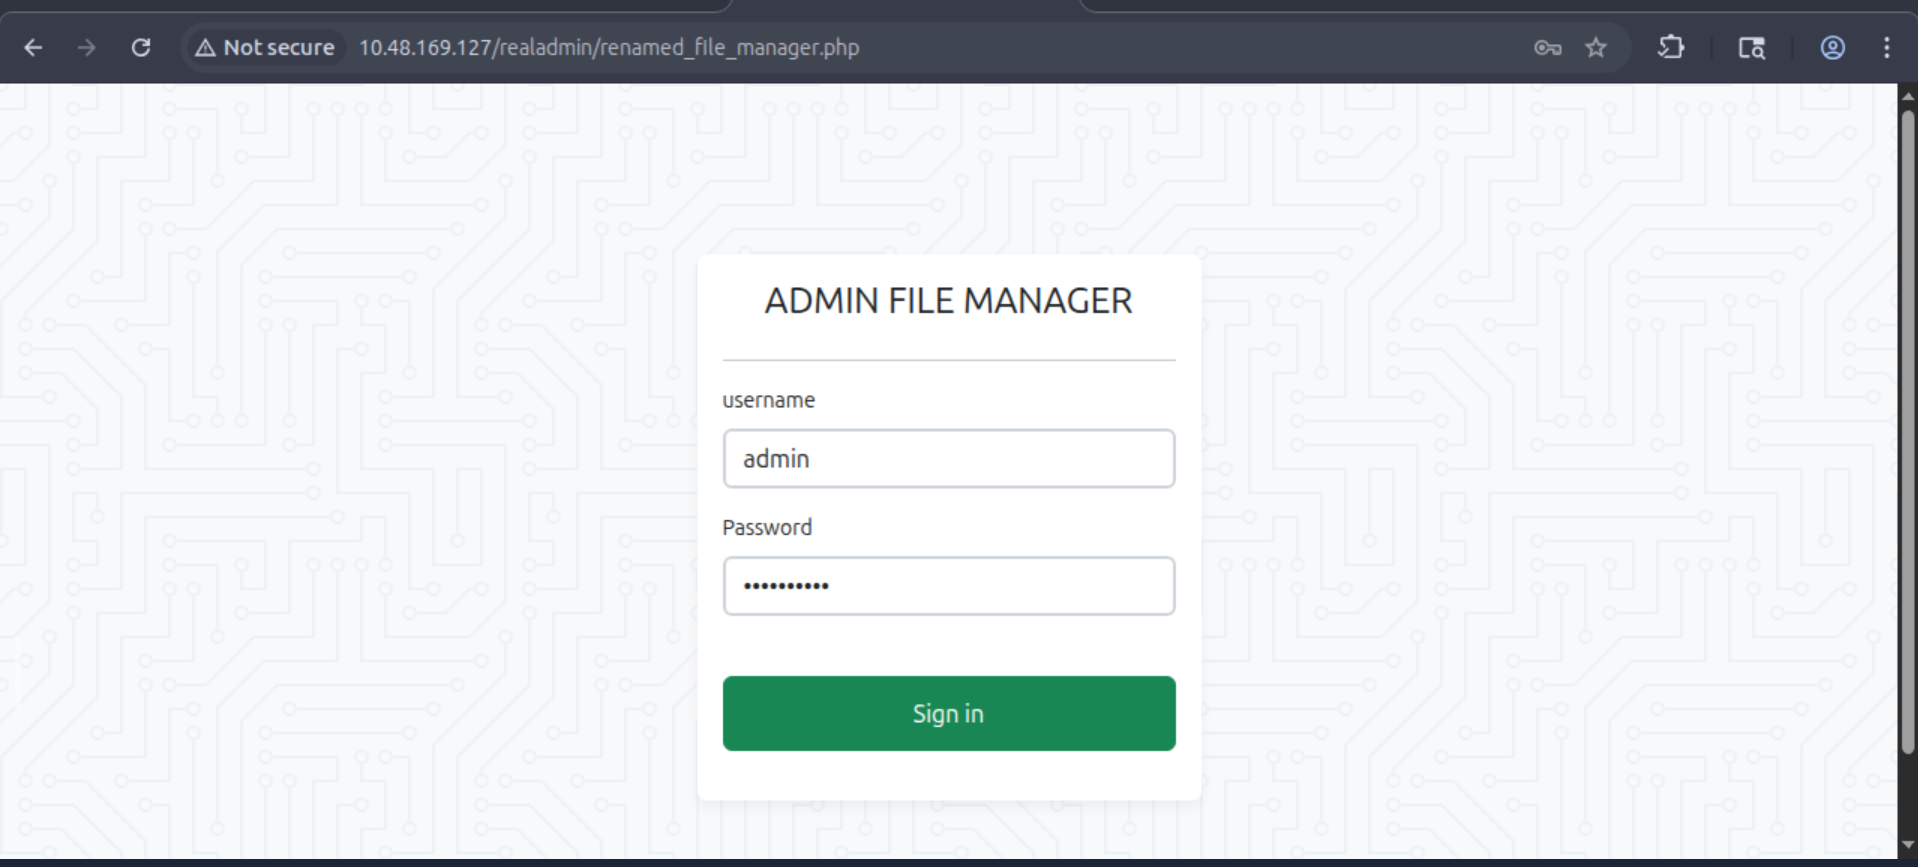 Not secure 10.48.169.127/realadmin/renamed_file_manager.php
ADMIN FILE MANAGER
username
admin
Password
••••••••••
Sign in